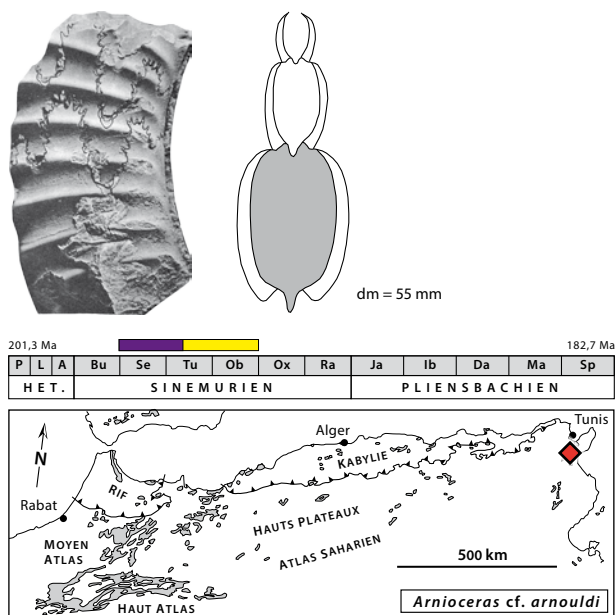 dm = 55 mm
201,3 Ma 182,7 Ma
P L A Bu Se Tu Ob Ox Ra Ja Ib Da Ma Sp
HET. SINEMURIEN PLIENSBACHIEN
N
Alger
Tunis
KABYLIE
RIF
Rabat
HAUTS PLATEAUX
MOYEN
ATLAS
ATLAS SAHARIEN
500 km
HAUT ATLAS
Arnioceras cf. arnouldi